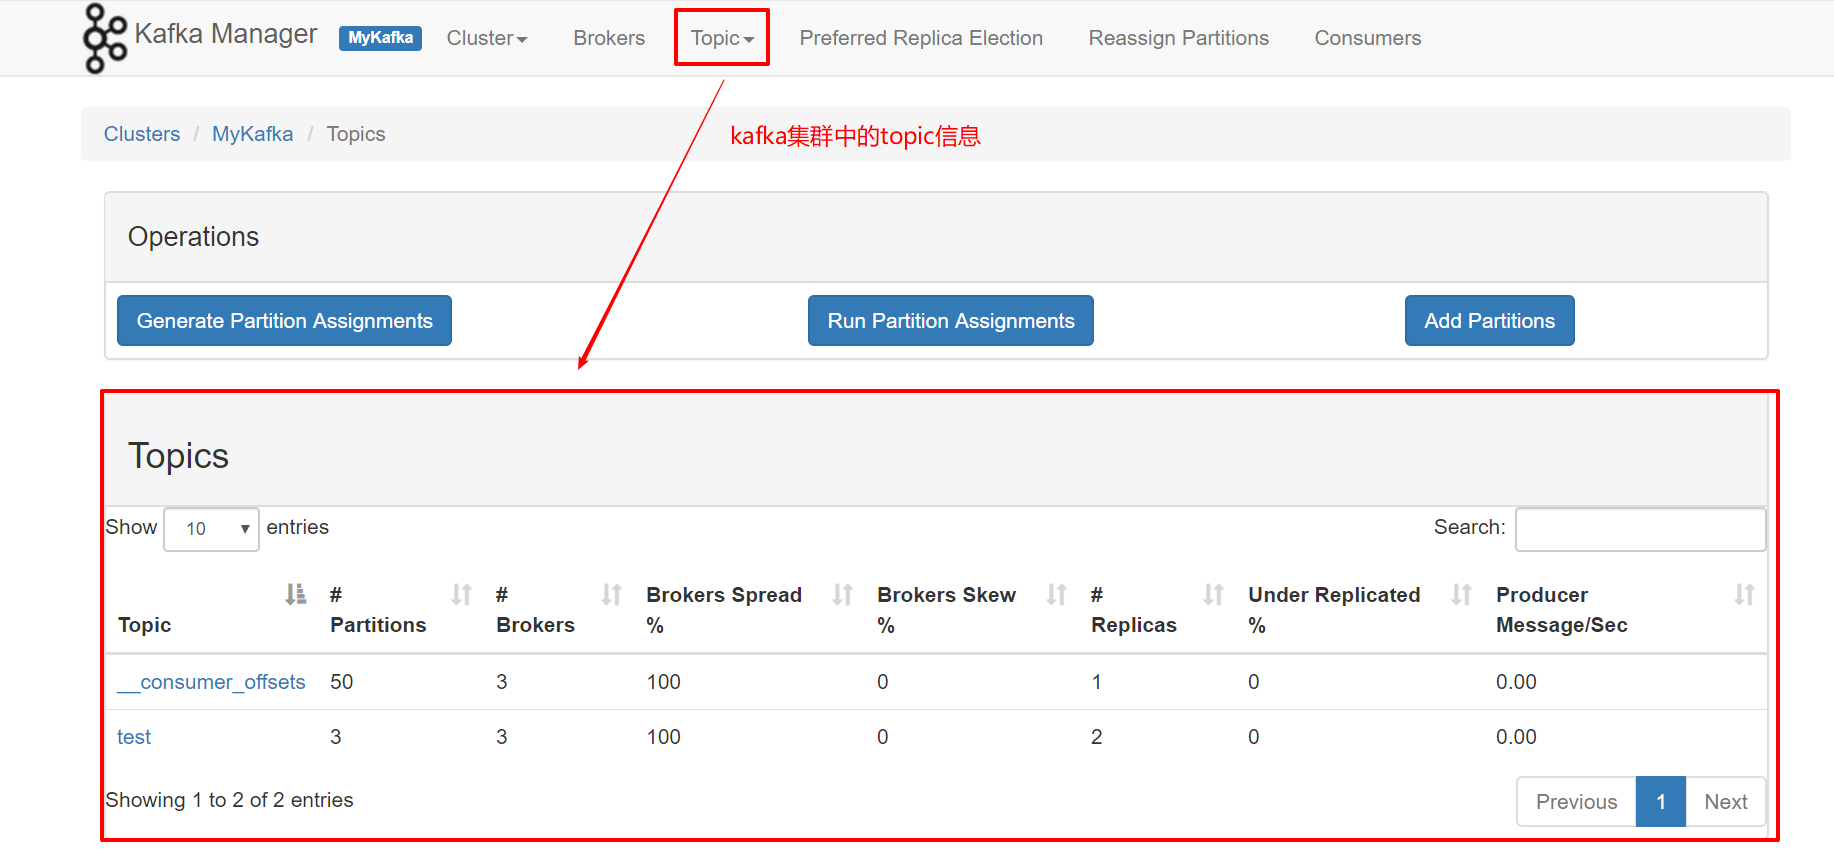 Kafka Manager MyKafka Cluster Brokers Topic Preferred Replica Election Reassign Partitions Consumers
Clusters / MyKafka / Topics
kafka集群中的topic信息
Operations
Generate Partition Assignments Run Partition Assignments Add Partitions
Topics
Show 10 entries Search:
Topic # Partitions # Brokers Brokers Spread % Brokers Skew % # Replicas Under Replicated % Producer Message/Sec
__consumer_offsets 50 3 100 0 1 0 0.00
test 3 3 100 0 2 0 0.00
Showing 1 to 2 of 2 entries Previous 1 Next